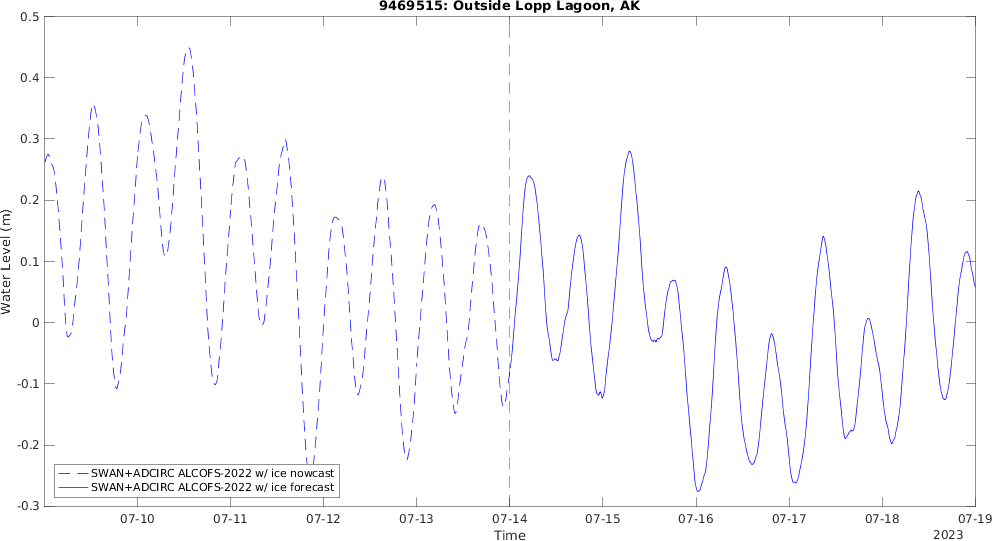 9469515: Outside Lopp Lagoon, AK
0.5
0.4
0.3
0.2
0.1
0
-0.1
-0.2
-0.3
Water Level (m)
SWAN+ADCIRC ALCOFS-2022 w/ ice nowcast
SWAN+ADCIRC ALCOFS-2022 w/ ice forecast
07-10 07-11 07-12 07-13 07-14 07-15 07-16 07-17 07-18 07-19
Time
2023